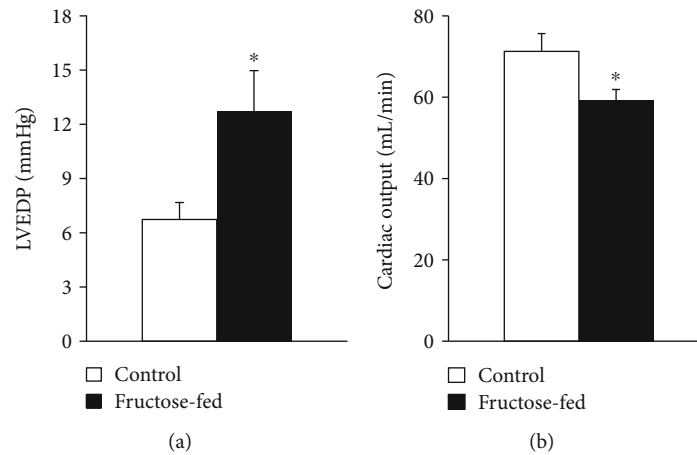 18
15
12
9
6
3
0
LVEDP (mmHg)
*
Control
Fructose-fed
(a)
80
60
40
20
0
Cardiac output (mL/min)
*
Control
Fructose-fed
(b)